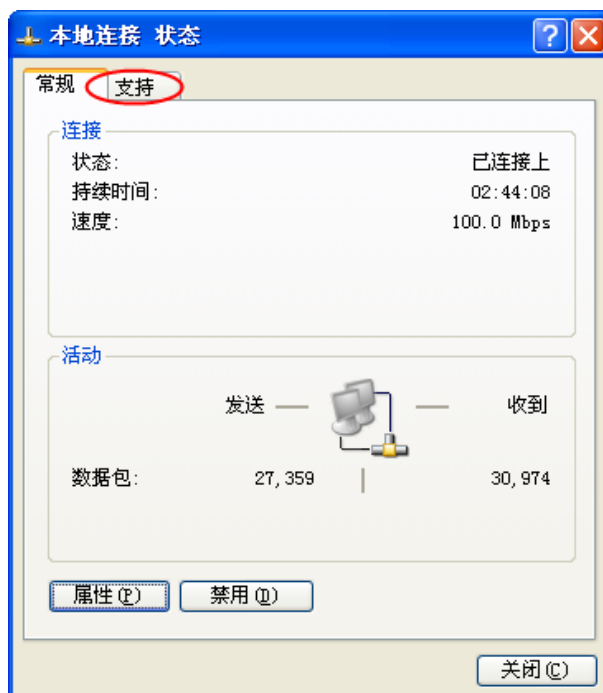 本地连接 状态
常规 支持
连接
状态: 已连接上
持续时间: 02:44:08
速度: 100.0 Mbps
活动
发送 收到
数据包: 27,359 30,974
属性(P) 禁用(D)
关闭(C)